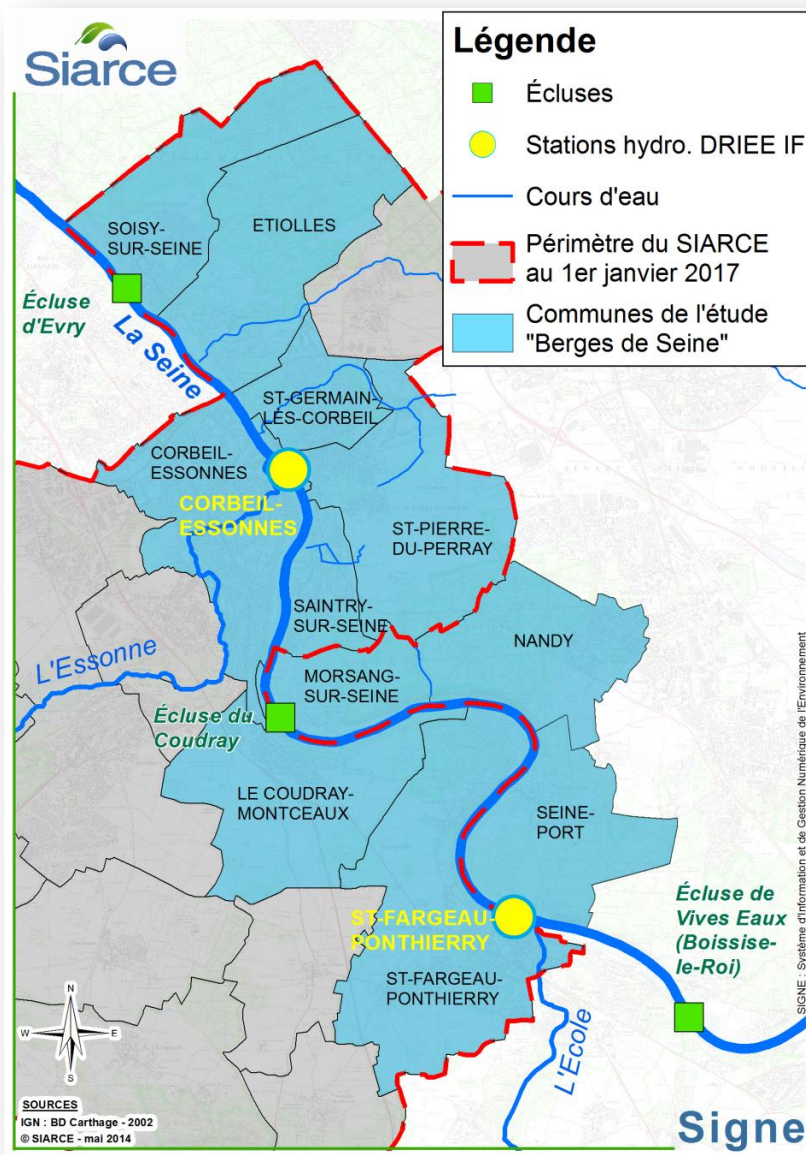 Siarce
Légende
Écluses
Stations hydro. DRIEE IF
Cours d'eau
Périmètre du SIARCE
au 1er janvier 2017
Communes de l'étude
"Berges de Seine"
SOISY-
SUR-SEINE
ETIOLLES
Écluse
d'Evry
La Seine
ST-GERMAIN-
LES-CORBEIL
CORBEIL-
ESSONNES
CORBEIL-
ESSONNES
ST-PIERRE-
DU-PERRAY
SAINTRY-
SUR-SEINE
NANDY
L'Essonne
MORSANG-
SUR-SEINE
Écluse du
Coudray
LE COUDRAY-
MONTCEAUX
SEINE-
PORT
Écluse de
Vives Eaux
(Boissise-
le-Roi)
ST-FARGEAU-
PONTHIERRY
ST-FARGEAU-
PONTHIERRY
L'Ecole
N
W
E
S
SOURCES
IGN : BD Carthage - 2002
© SIARCE - mai 2014
SIGNE : Système d'Information et de Gestion Numérique de l'Environnement
Signe